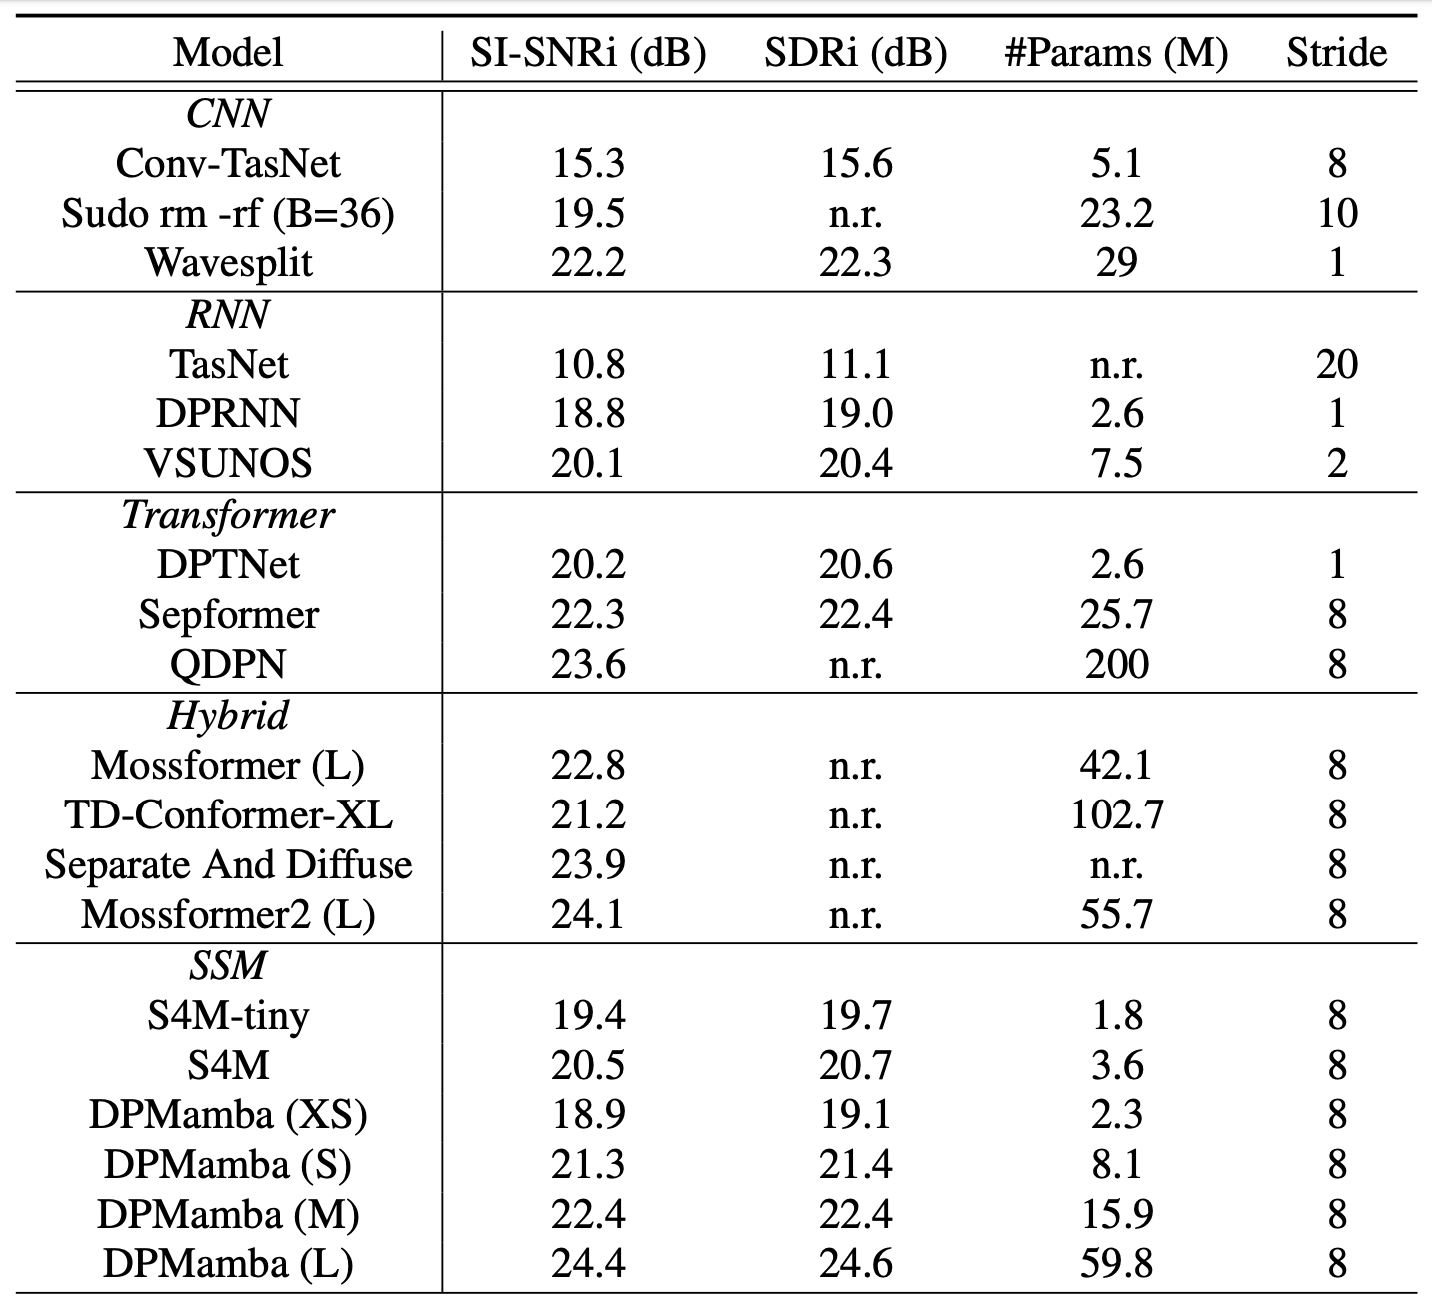 Model SI-SNRi (dB) SDRi (dB) #Params (M) Stride
CNN
Conv-TasNet 15.3 15.6 5.1 8
Sudo rm -rf (B=36) 19.5 n.r. 23.2 10
Wavesplit 22.2 22.3 29 1
RNN
TasNet 10.8 11.1 n.r. 20
DPRNN 18.8 19.0 2.6 1
VSUNOS 20.1 20.4 7.5 2
Transformer
DPTNet 20.2 20.6 2.6 1
Sepformer 22.3 22.4 25.7 8
QDPN 23.6 n.r. 200 8
Hybrid
Mossformer (L) 22.8 n.r. 42.1 8
TD-Conformer-XL 21.2 n.r. 102.7 8
Separate And Diffuse 23.9 n.r. n.r. 8
Mossformer2 (L) 24.1 n.r. 55.7 8
SSM
S4M-tiny 19.4 19.7 1.8 8
S4M 20.5 20.7 3.6 8
DPMamba (XS) 18.9 19.1 2.3 8
DPMamba (S) 21.3 21.4 8.1 8
DPMamba (M) 22.4 22.4 15.9 8
DPMamba (L) 24.4 24.6 59.8 8